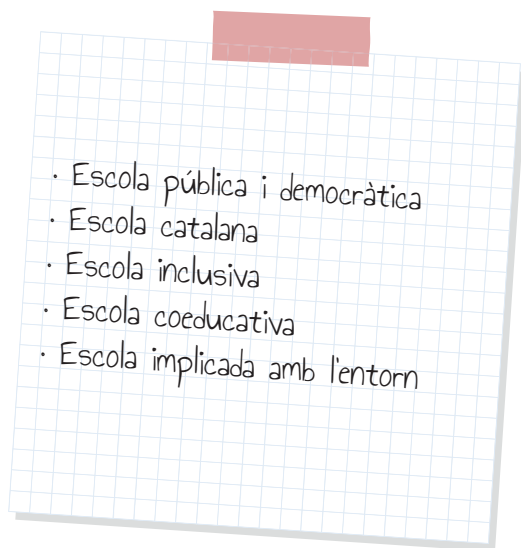 · Escola pública i democràtica
· Escola catalana
· Escola inclusiva
· Escola coeducativa
· Escola implicada amb l'entorn